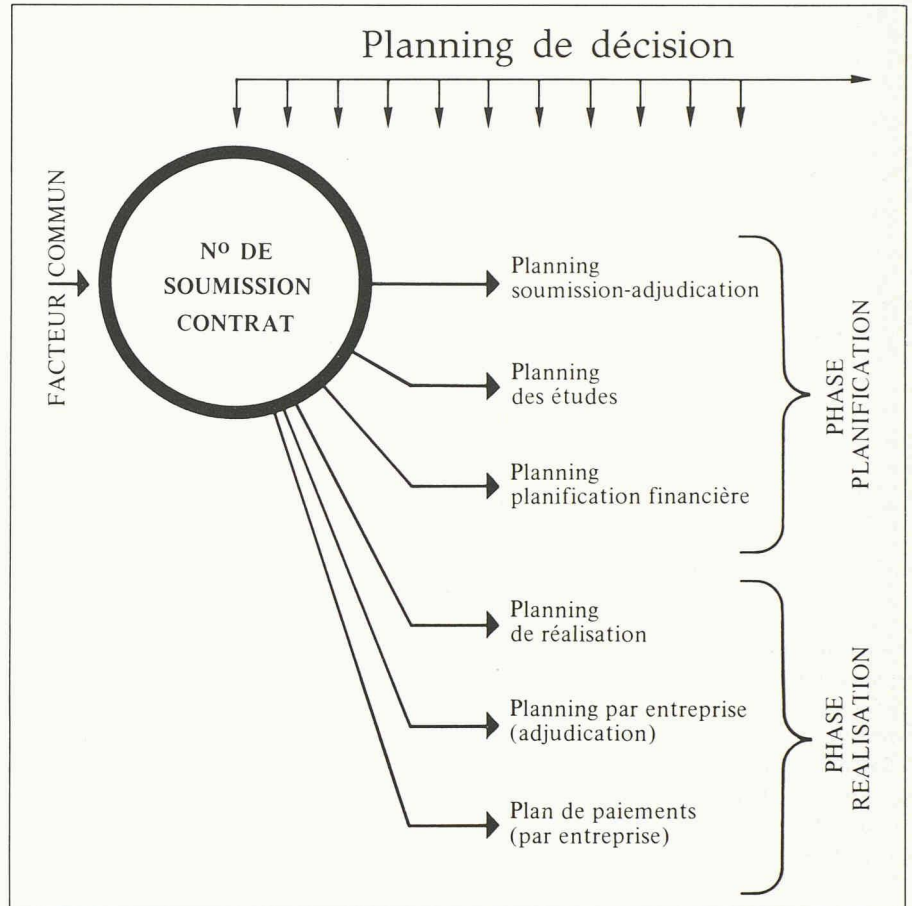 Planning de décision
FACTEUR COMMUN
Nº DE
SOUMISSION
CONTRAT
Planning
soumission-adjudication
Planning
des études
Planning
planification financière
PHASE
PLANIFICATION
Planning
de réalisation
Planning par entreprise
(adjudication)
Plan de paiements
(par entreprise)
PHASE
REALISATION